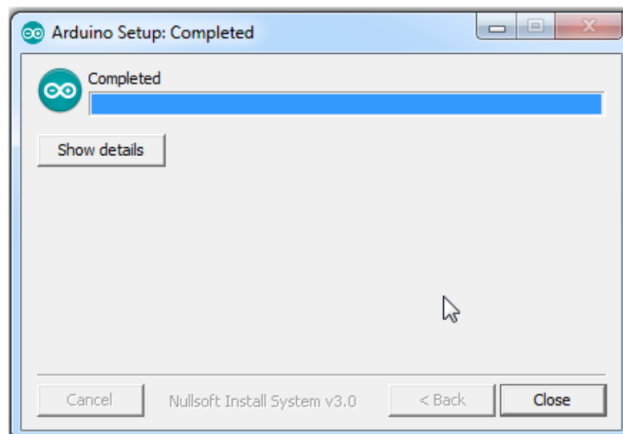 Arduino Setup: Completed
Completed
Show details
Cancel Nullsoft Install System v3.0 < Back Close